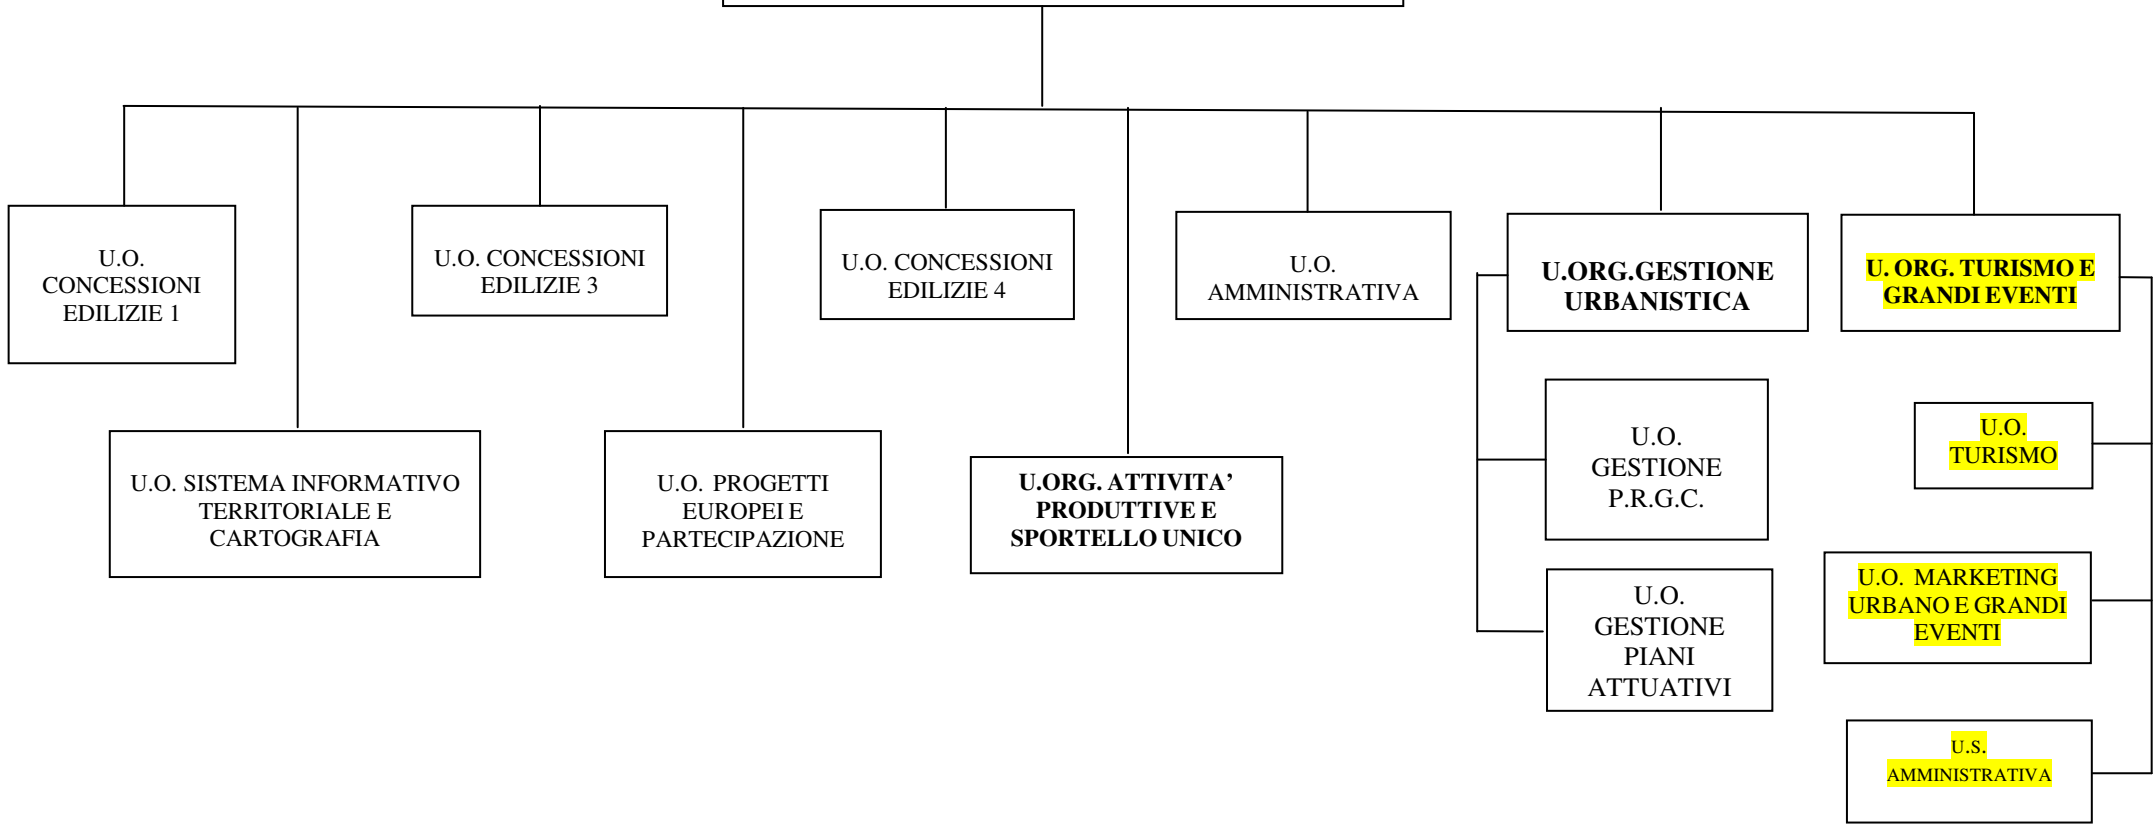 U.O.
CONCESSIONI
EDILIZIE 1
U.O. CONCESSIONI
EDILIZIE 3
U.O. CONCESSIONI
EDILIZIE 4
U.O.
AMMINISTRATIVA
U.ORG.GESTIONE
URBANISTICA
U. ORG. TURISMO E
GRANDI EVENTI
U.O. SISTEMA INFORMATIVO
TERRITORIALE E
CARTOGRAFIA
U.O. PROGETTI
EUROPEI E
PARTECIPAZIONE
U.ORG. ATTIVITA’
PRODUTTIVE E
SPORTELLO UNICO
U.O.
GESTIONE
P.R.G.C.
U.O.
GESTIONE
PIANI
ATTUATIVI
U.O.
TURISMO
U.O. MARKETING
URBANO E GRANDI
EVENTI
U.S.
AMMINISTRATIVA